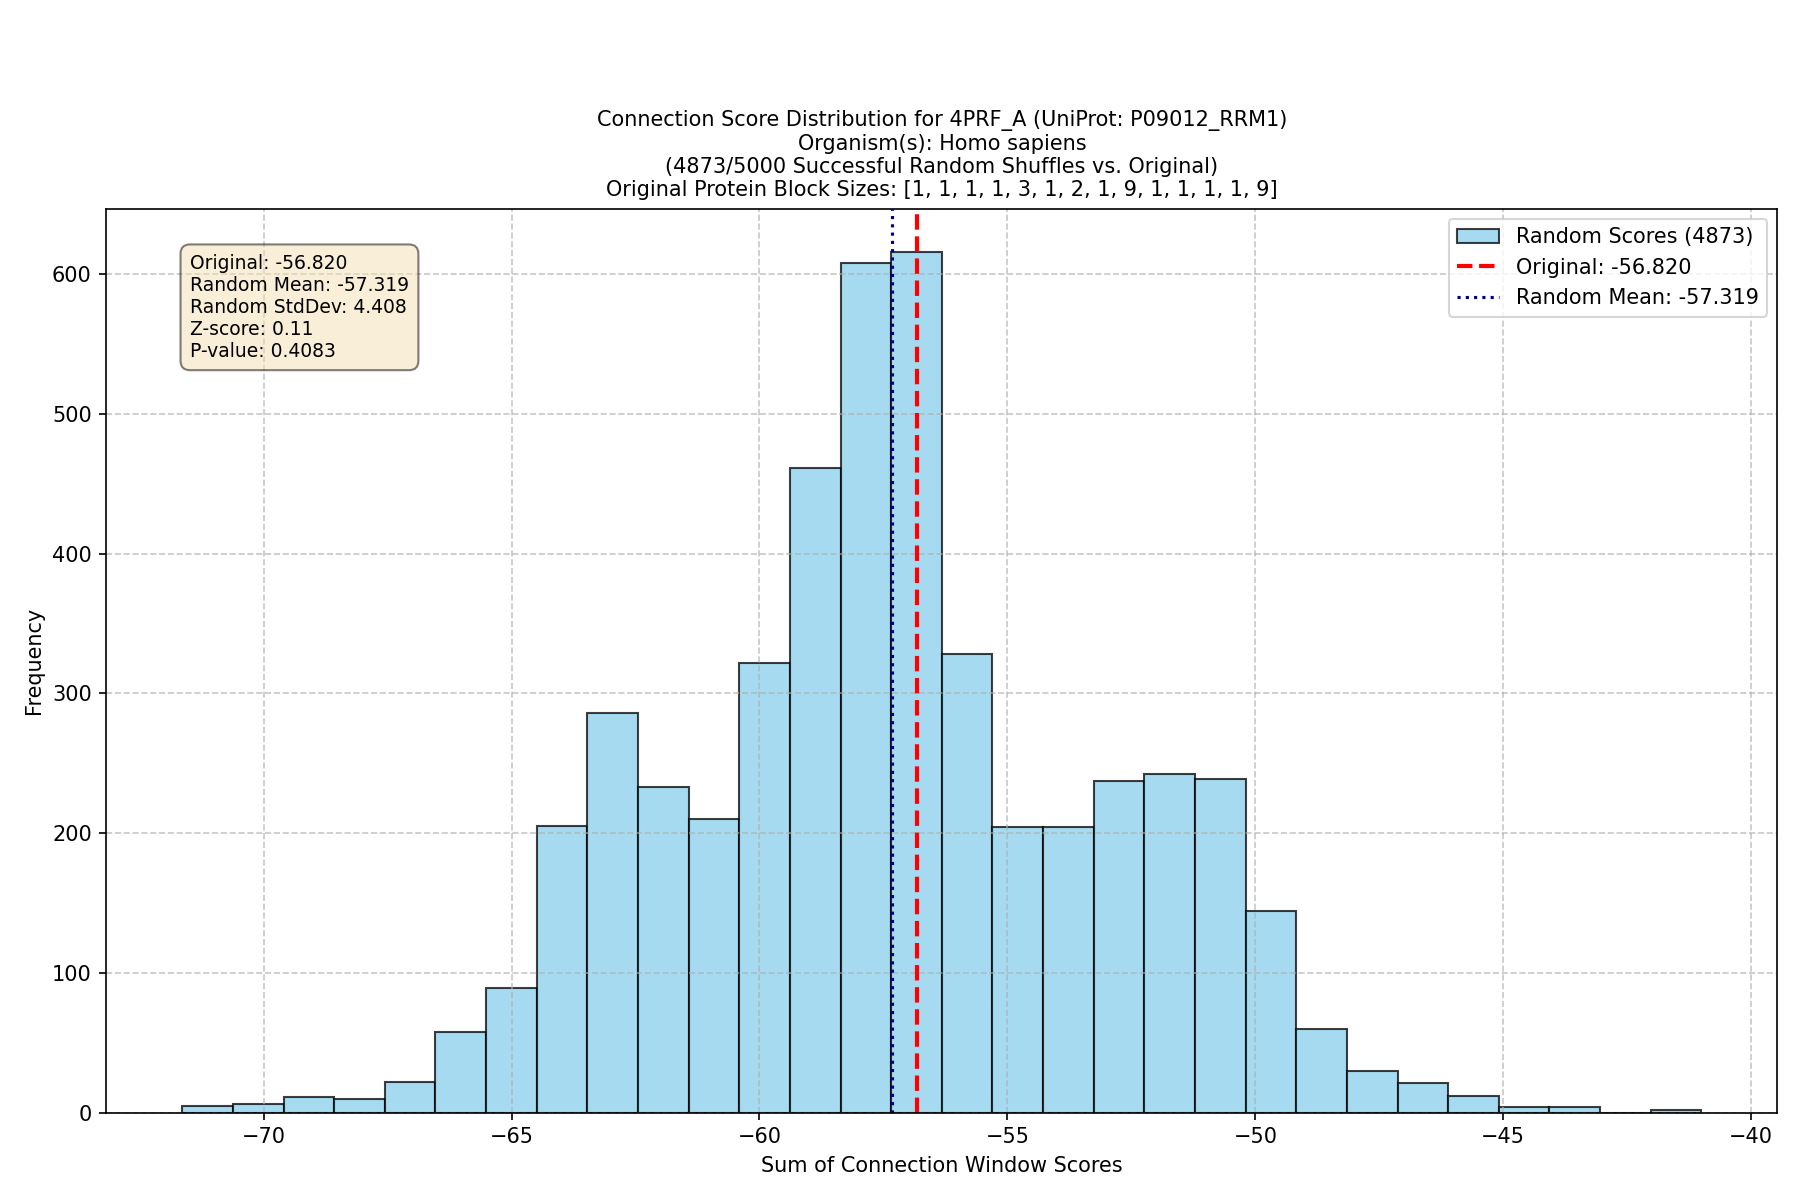 Connection Score Distribution for 4PRF_A (UniProt: P09012_RRM1)
Organism(s): Homo sapiens
(4873/5000 Successful Random Shuffles vs. Original)
Original Protein Block Sizes: [1, 1, 1, 1, 3, 1, 2, 1, 9, 1, 1, 1, 1, 9]
Original: -56.820
Random Mean: -57.319
Random StdDev: 4.408
Z-score: 0.11
P-value: 0.4083
Random Scores (4873)
Original: -56.820
Random Mean: -57.319
Frequency
600
500
400
300
200
100
0
−70
−65
−60
−55
−50
−45
−40
Sum of Connection Window Scores